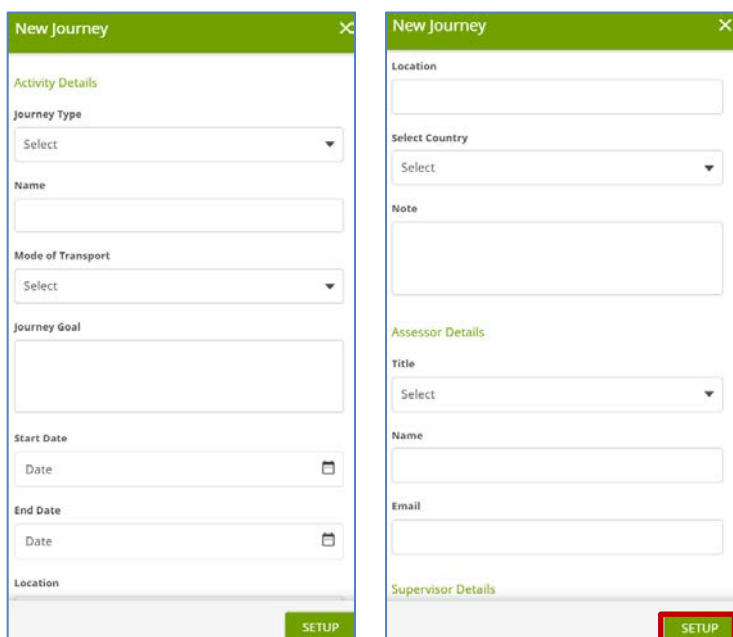 New Journey
Activity Details
Journey Type
Select
Name
Mode of Transport
Select
Journey Goal
Start Date
Date
End Date
Date
Location
SETUP
New Journey
Location
Select Country
Select
Note
Assessor Details
Title
Select
Name
Email
Supervisor Details
SETUP